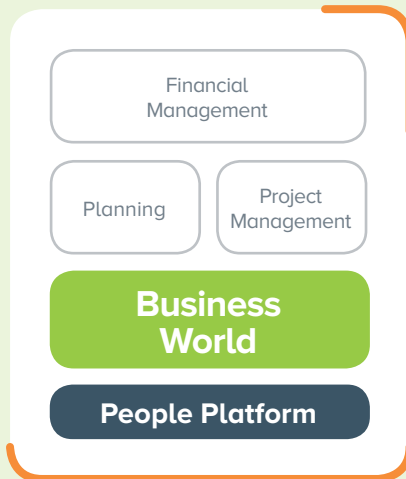 Financial
Management
Planning
Project
Management
Business
World
People Platform